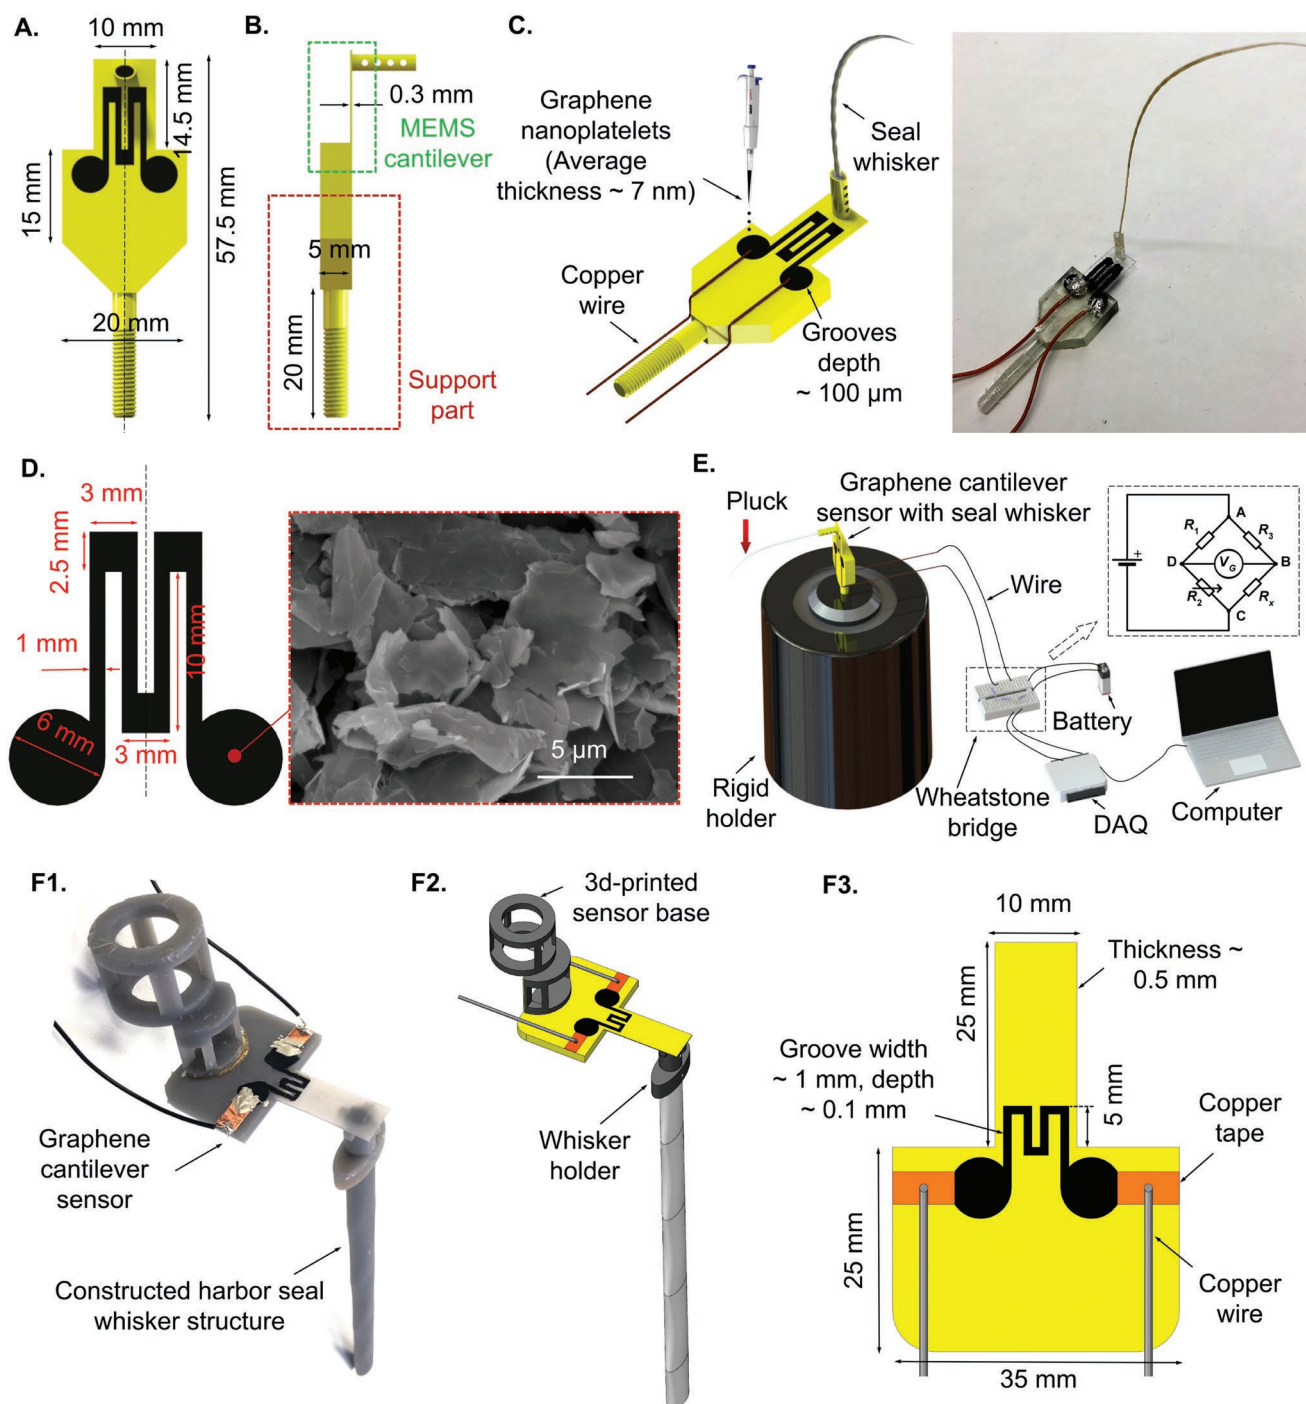 A.
10 mm
14.5 mm
15 mm
57.5 mm
20 mm
B.
0.3 mm
MEMS
cantilever
5 mm
20 mm
Support
part
C.
Graphene
nanoplatelets
(Average
thickness ~ 7 nm)
Seal
whisker
Copper
wire
Grooves
depth
~ 100 μm
D.
3 mm
2.5 mm
1 mm
10 mm
6 mm
3 mm
5 μm
E.
Pluck
Graphene cantilever
sensor with seal whisker
Wire
Rigid
holder
Wheatstone
bridge
Battery
DAQ
Computer
+
A
R1
R3
D
VG
B
R2
Rx
C
F1.
Graphene
cantilever
sensor
Constructed harbor seal
whisker structure
F2.
3d-printed
sensor base
Whisker
holder
F3.
10 mm
Thickness ~
0.5 mm
25 mm
Groove width
~ 1 mm, depth
~ 0.1 mm
5 mm
Copper
tape
25 mm
Copper
wire
35 mm